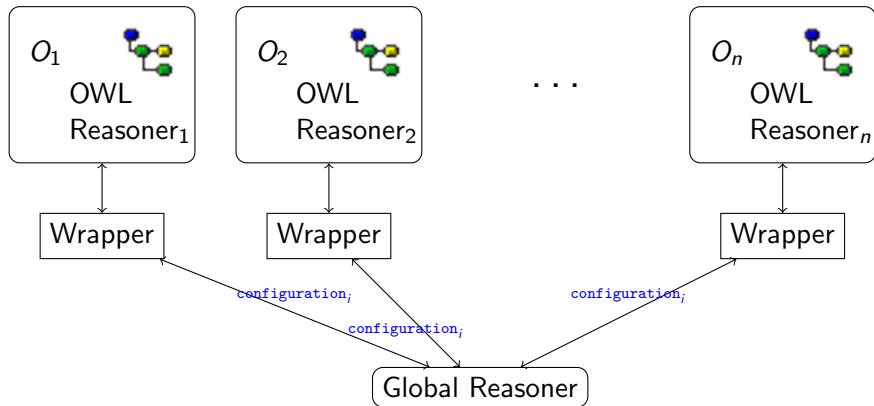 O₁
OWL
Reasoner₁
O₂
OWL
Reasoner₂
. . .
Oₙ
OWL
Reasonerₙ
Wrapper
Wrapper
Wrapper
configurationᵢ
configurationᵢ
configurationᵢ
Global Reasoner